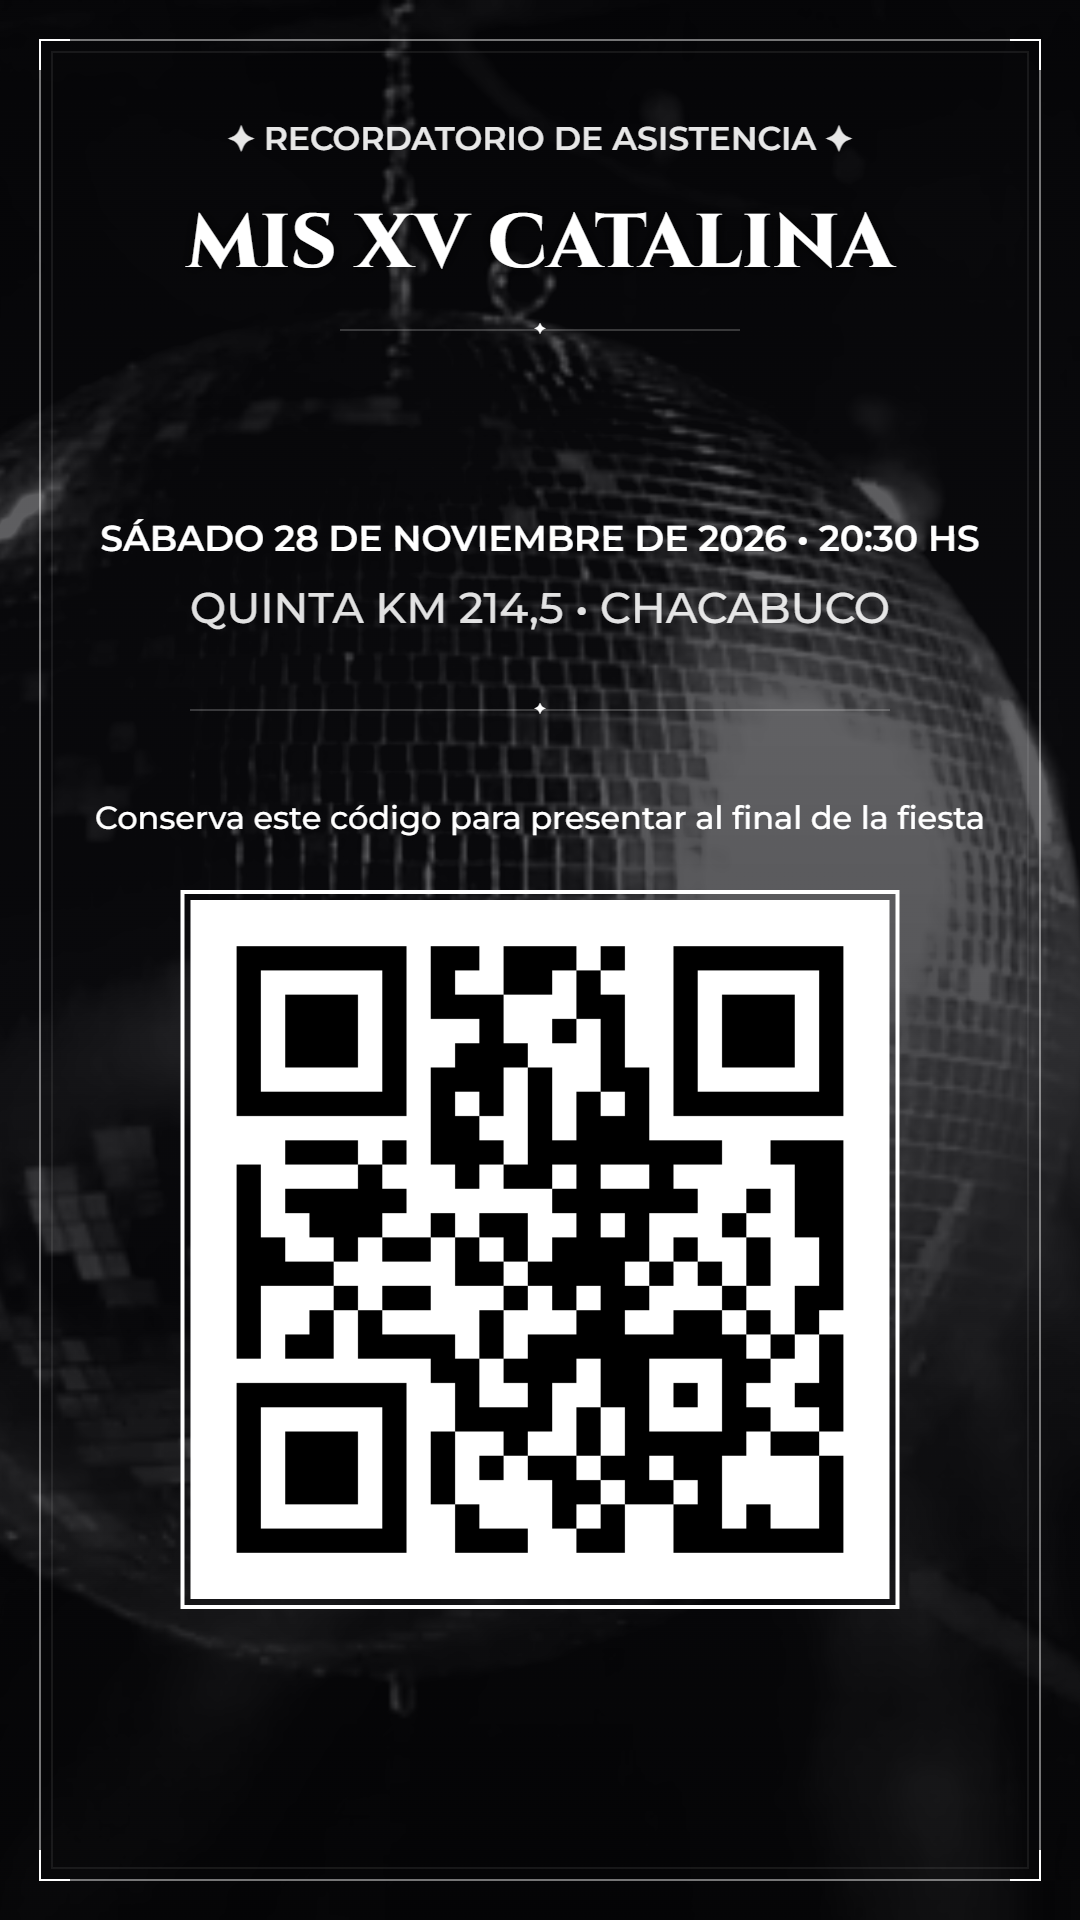 ✦ RECORDATORIO DE ASISTENCIA ✦
MIS XV CATALINA
SÁBADO 28 DE NOVIEMBRE DE 2026 • 20:30 HS
QUINTA KM 214,5 • CHACABUCO
Conserva este código para presentar al final de la fiesta